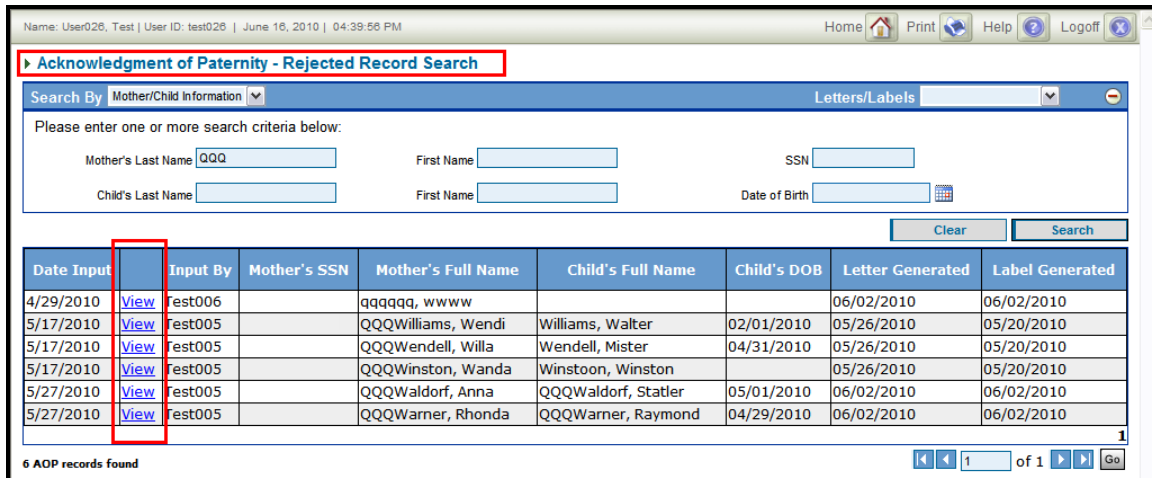 Name: User026, Test | User ID: test026 | June 16, 2010 | 04:39:56 PM Home Print Help Logoff
Acknowledgment of Paternity - Rejected Record Search
Search By Mother/Child Information Letters/Labels
Please enter one or more search criteria below:
Mother's Last Name QQQ First Name SSN
Child's Last Name First Name Date of Birth
Clear Search
Date Input Input By Mother's SSN Mother's Full Name Child's Full Name Child's DOB Letter Generated Label Generated
4/29/2010 View Test006 qqqqqq, wwww 06/02/2010 06/02/2010
5/17/2010 View Test005 QQQWilliams, Wendi Williams, Walter 02/01/2010 05/26/2010 05/20/2010
5/17/2010 View Test005 QQQWendell, Willa Wendell, Mister 04/31/2010 05/26/2010 05/20/2010
5/17/2010 View Test005 QQQWinston, Wanda Winstoon, Winston 05/26/2010 05/20/2010
5/27/2010 View Test005 QQQWaldorf, Anna QQQWaldorf, Statler 05/01/2010 06/02/2010 06/02/2010
5/27/2010 View Test005 QQQWarner, Rhonda QQQWarner, Raymond 04/29/2010 06/02/2010 06/02/2010
1
6 AOP records found 1 of 1 Go